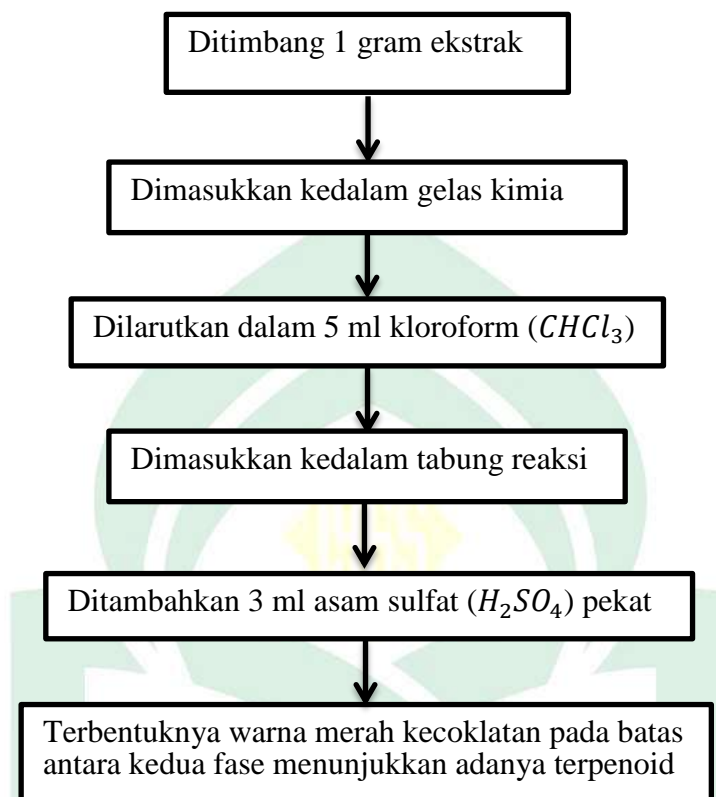 Ditimbang 1 gram ekstrak
Dimasukkan kedalam gelas kimia
Dilarutkan dalam 5 ml kloroform (CHCl₃)
Dimasukkan kedalam tabung reaksi
Ditambahkan 3 ml asam sulfat (H₂SO₄) pekat
Terbentuknya warna merah kecoklatan pada batas
antara kedua fase menunjukkan adanya terpenoid